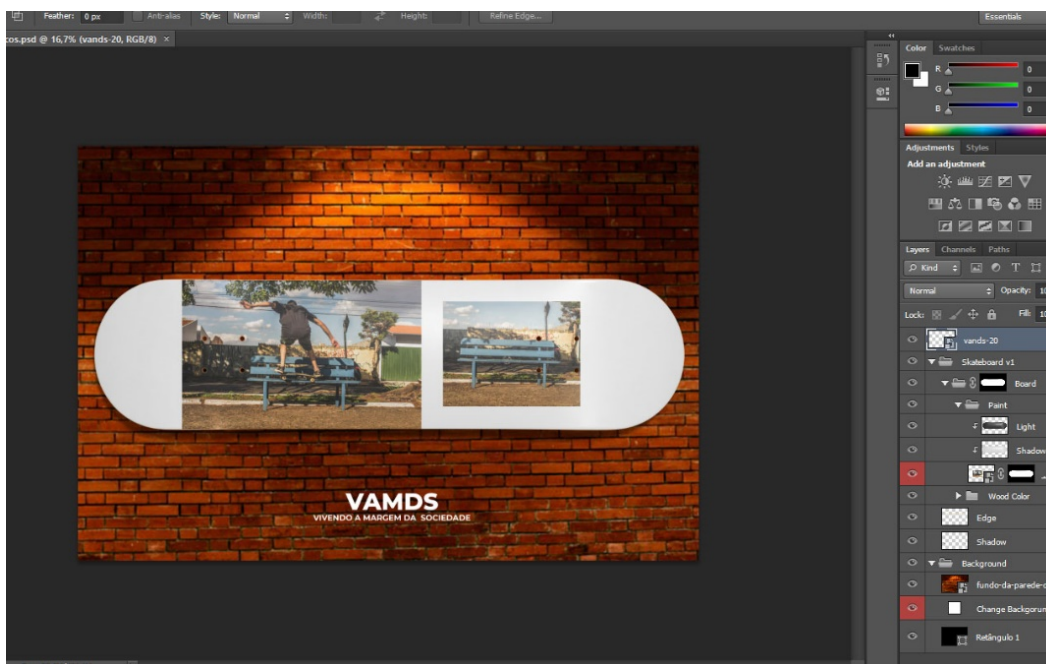 Feather: 0 px Anti-alias Style: Normal Width: Height: Refine Edge... Essentials
cos.psd @ 16,7% (vands-20, RGB/8) ×
Color Swatches
R 0
G 0
B 0
Adjustments Styles
Add an adjustment
Layers Channels Paths
Kind
Normal Opacity: 10
Lock: Fill: 10
vands-20
Skateboard v1
Board
Paint
Light
Shadow
Wood Color
Edge
Shadow
Background
fundo-da-parede-d
Change Backgroun
Retângulo 1
VAMDS
VIVENDO A MARGEM DA SOCIEDADE